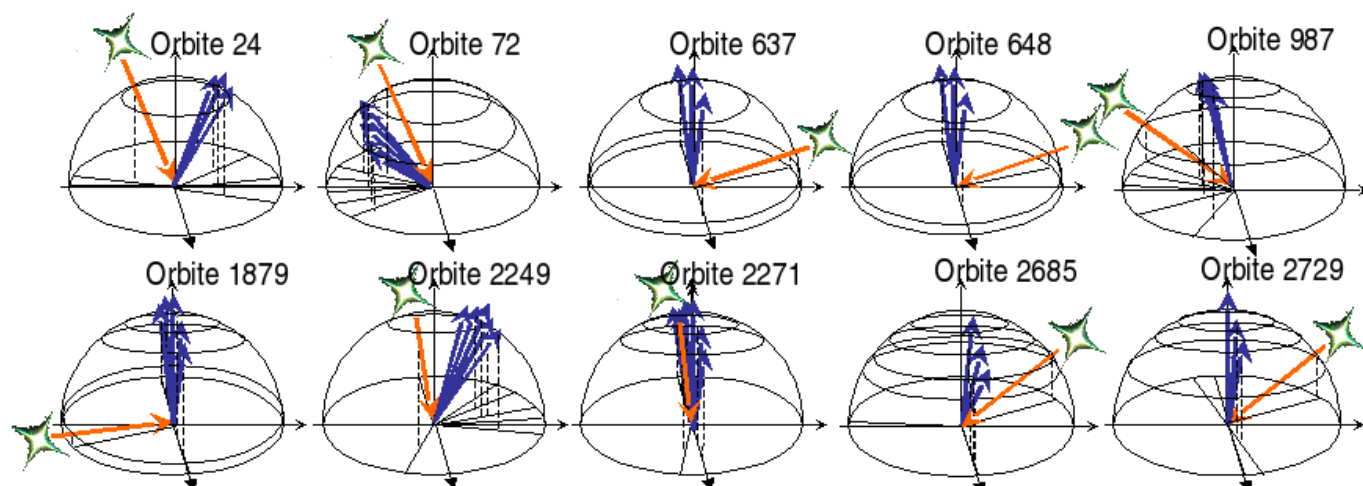 Orbite 24
Orbite 72
Orbite 637
Orbite 648
Orbite 987
Orbite 1879
Orbite 2249
Orbite 2271
Orbite 2685
Orbite 2729